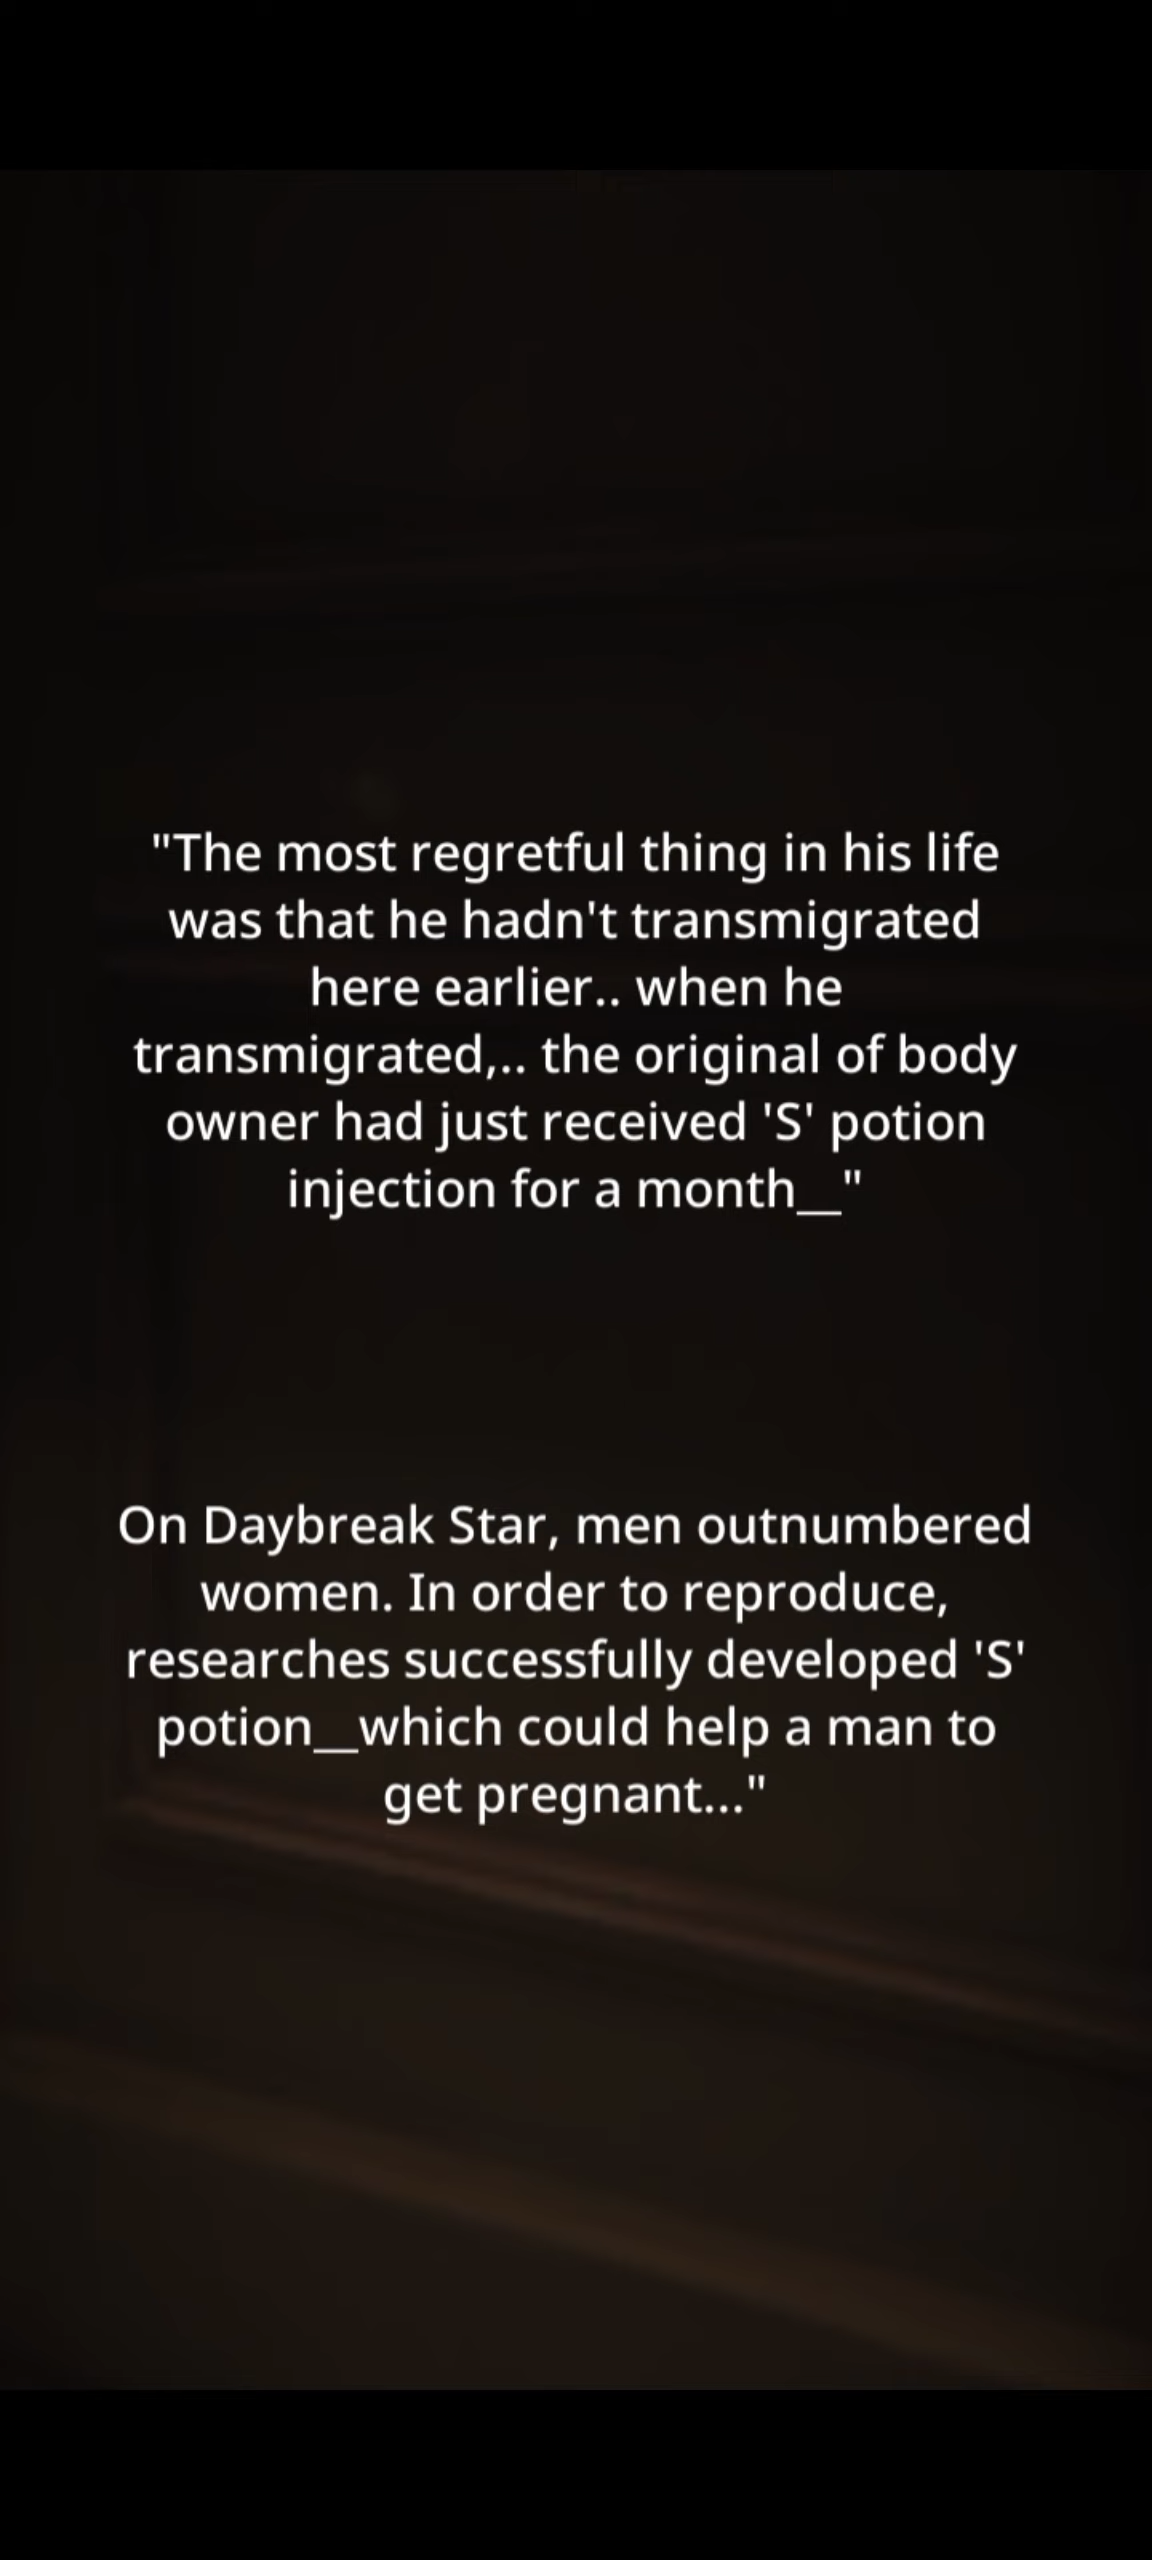 "The most regretful thing in his life
was that he hadn't transmigrated
here earlier.. when he
transmigrated,.. the original of body
owner had just received 'S' potion
injection for a month__"
On Daybreak Star, men outnumbered
women. In order to reproduce,
researches successfully developed 'S'
potion__which could help a man to
get pregnant..."